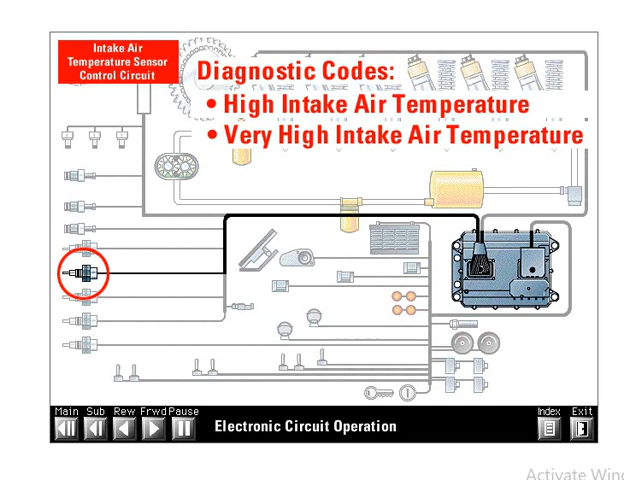 Intake Air
Temperature Sensor
Control Circuit
Diagnostic Codes:
• High Intake Air Temperature
• Very High Intake Air Temperature
Main Sub Rew Frwd Pause
Electronic Circuit Operation
Index Exit
Activate Wind